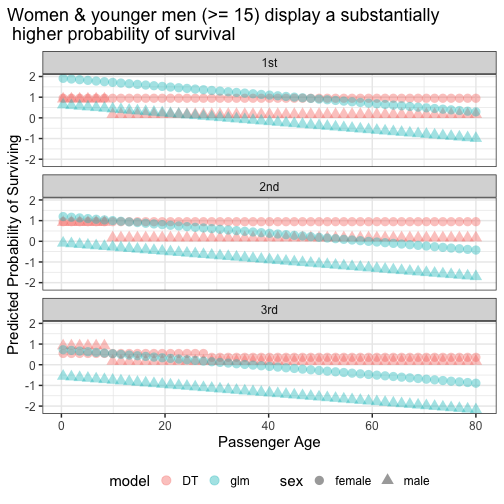 Women & younger men (>= 15) display a substantially
higher probability of survival
Predicted Probability of Surviving
1st
2
1
0
-1
-2
2nd
2
1
0
-1
-2
3rd
2
1
0
-1
-2
0 20 40 60 80
Passenger Age
model DT glm sex female male